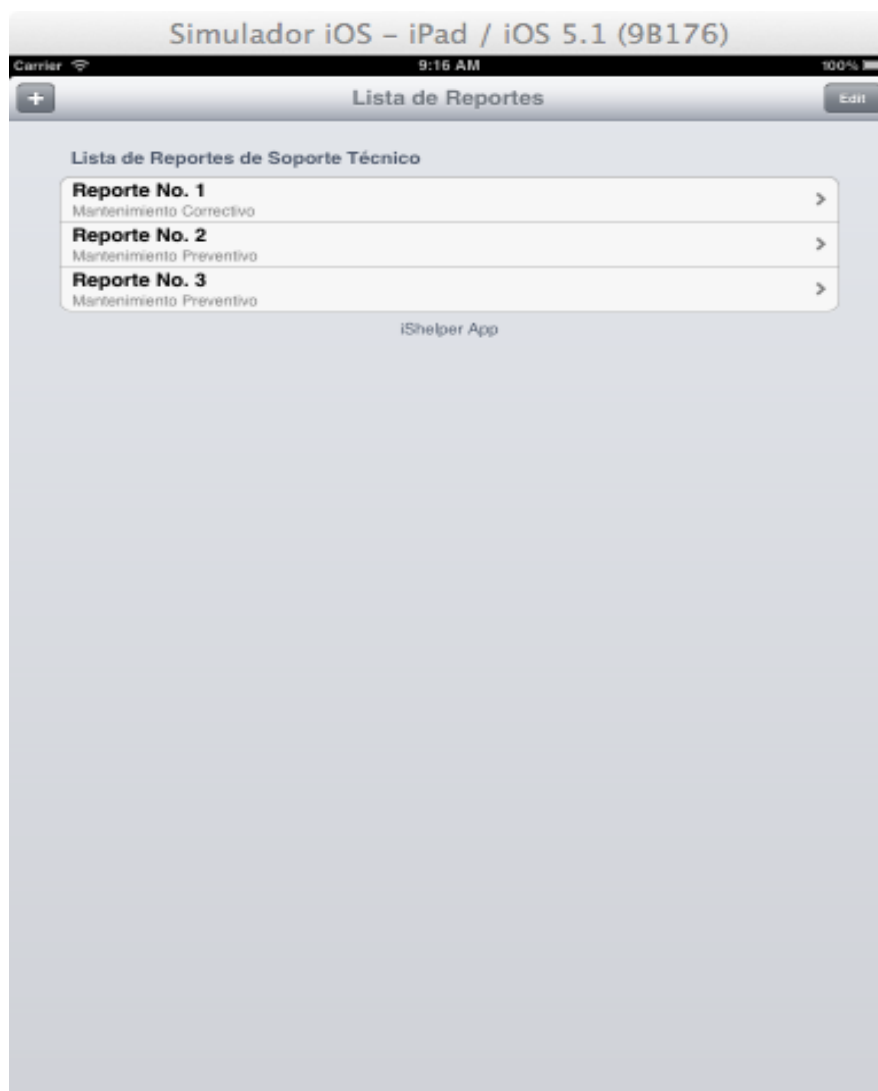 Simulador iOS – iPad / iOS 5.1 (9B176)
Carrier 9:16 AM 100%
+ Lista de Reportes Edit
Lista de Reportes de Soporte Técnico
Reporte No. 1
Mantenimiento Correctivo
Reporte No. 2
Mantenimiento Preventivo
Reporte No. 3
Mantenimiento Preventivo
iShelper App